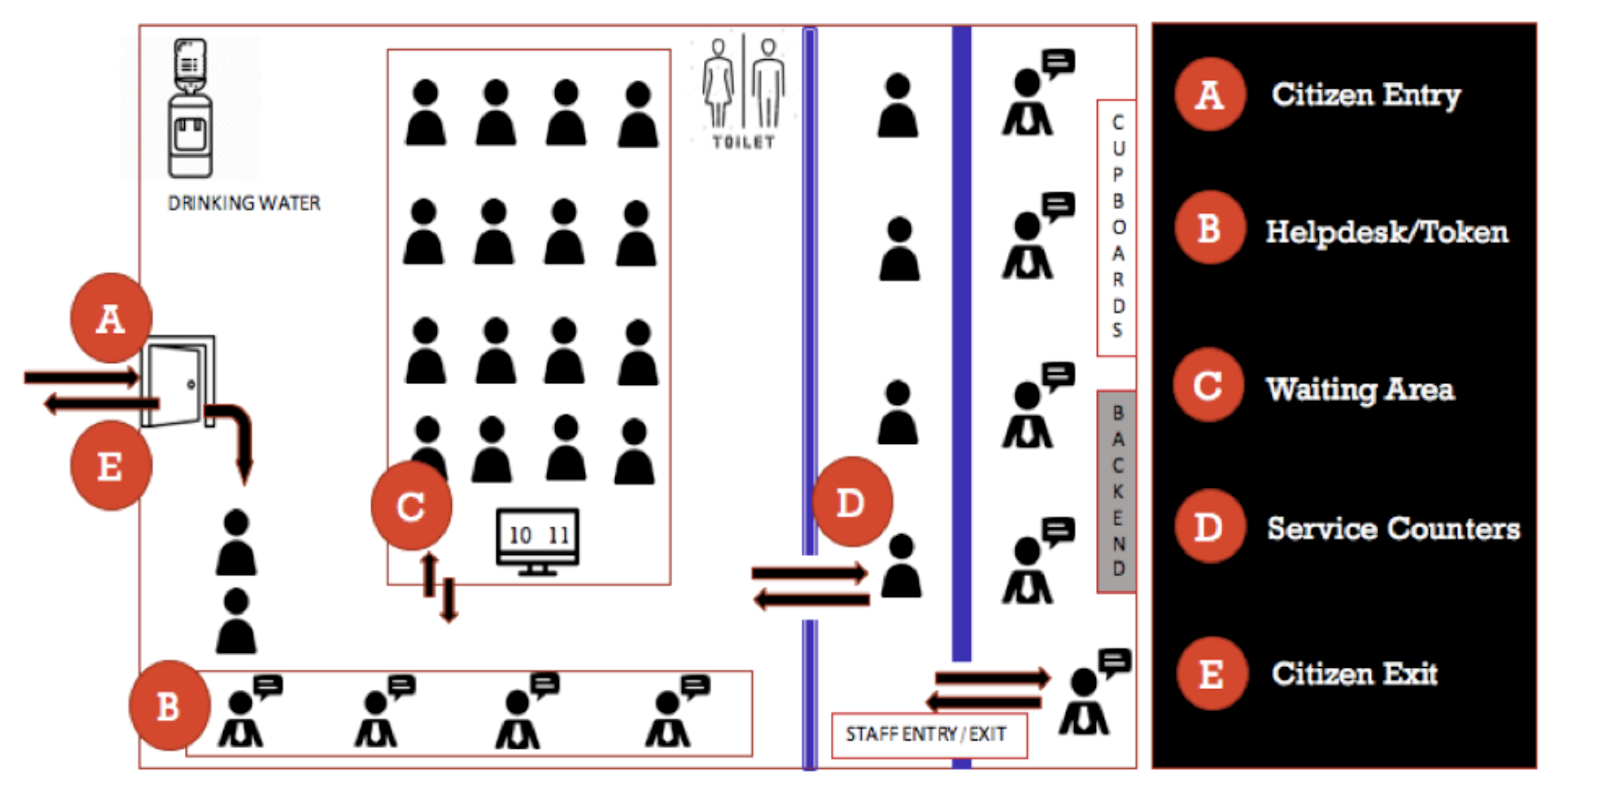 TOILET
DRINKING WATER
A
E
C
10 11
D
B
STAFF ENTRY/EXIT
CUPBOARDS
BACKEND
A Citizen Entry
B Helpdesk/Token
C Waiting Area
D Service Counters
E Citizen Exit